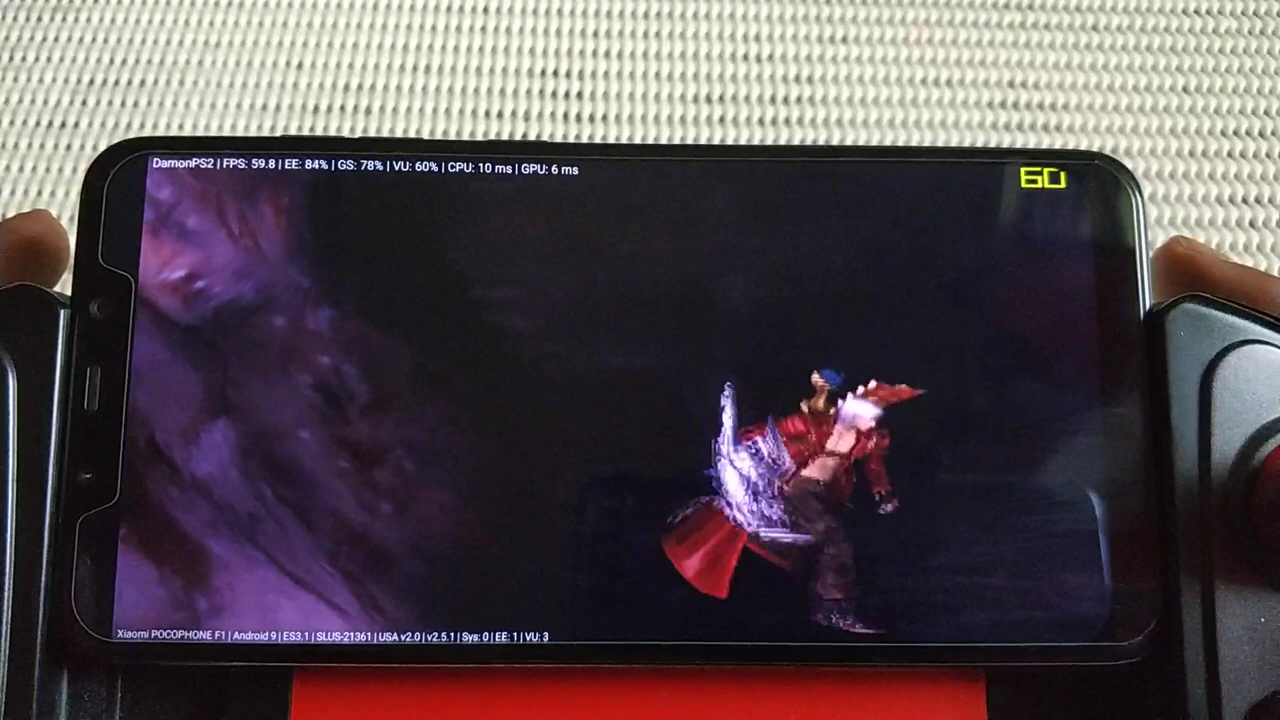 DamonPS2 | FPS: 59.8 | EE: 84% | GS: 78% | VU: 60% | CPU: 10 ms | GPU: 6 ms
60
Xiaomi POCOPHONE F1 | Android 9 | ES3.1 | SLUS-21361 | USA v2.0 | v2.5.1 | Sys: 0 | EE: 1 | VU: 3